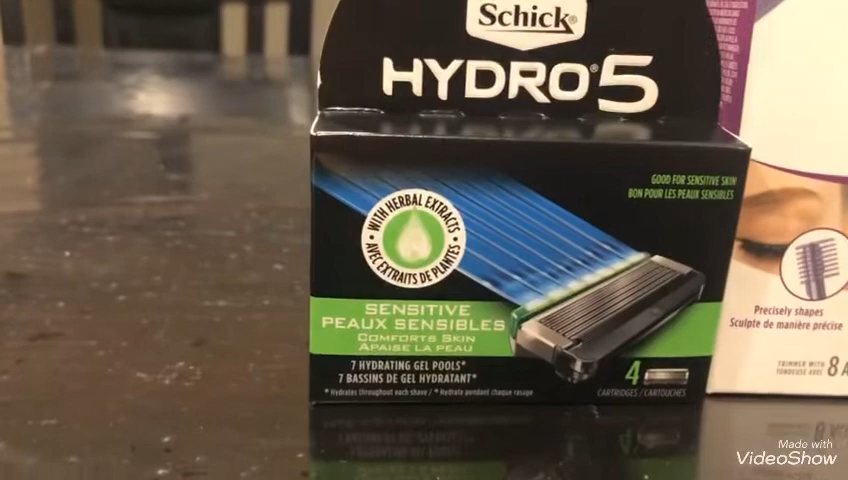 Schick®
HYDRO®5
GOOD FOR SENSITIVE SKIN
BON POUR LES PEAUX SENSIBLES
• WITH HERBAL EXTRACTS •
AVEC EXTRAITS DE PLANTES
SENSITIVE
PEAUX SENSIBLES
COMFORTS SKIN
APAISE LA PEAU
7 HYDRATING GEL POOLS*
7 BASSINS DE GEL HYDRATANT*
* Hydrates throughout each shave / * Hydrate pendant chaque rasage
4
CARTRIDGES / CARTOUCHES
Precisely shapes
Sculpte de manière précise
TRIMMER WITH
TONDEUSE AVEC
8 A
Made with
VideoShow